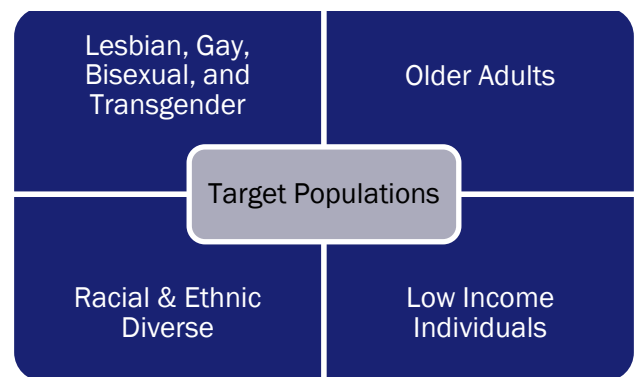 Lesbian, Gay,
Bisexual, and
Transgender
Older Adults
Target Populations
Racial & Ethnic
Diverse
Low Income
Individuals